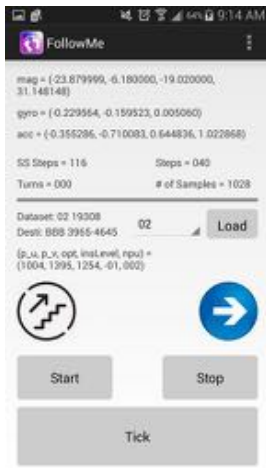 64% 9:14 AM
FollowMe
mag = (-23.879999, -6.180000, -19.020000,
31.148148)
gyro = (-0.229564, -0.159523, 0.005060)
acc = (-0.355286, -0.710083, 0.644836, 1.022868)
SS Steps = 116 Steps = 040
Turns = 000 # of Samples = 1028
Dataset: 02 19308
Desti: BBB 3955-4645
02
Load
(p_u, p_v, opt, insLevel, npu) =
(1004, 1395, 1254, -01, 002)
Start Stop
Tick